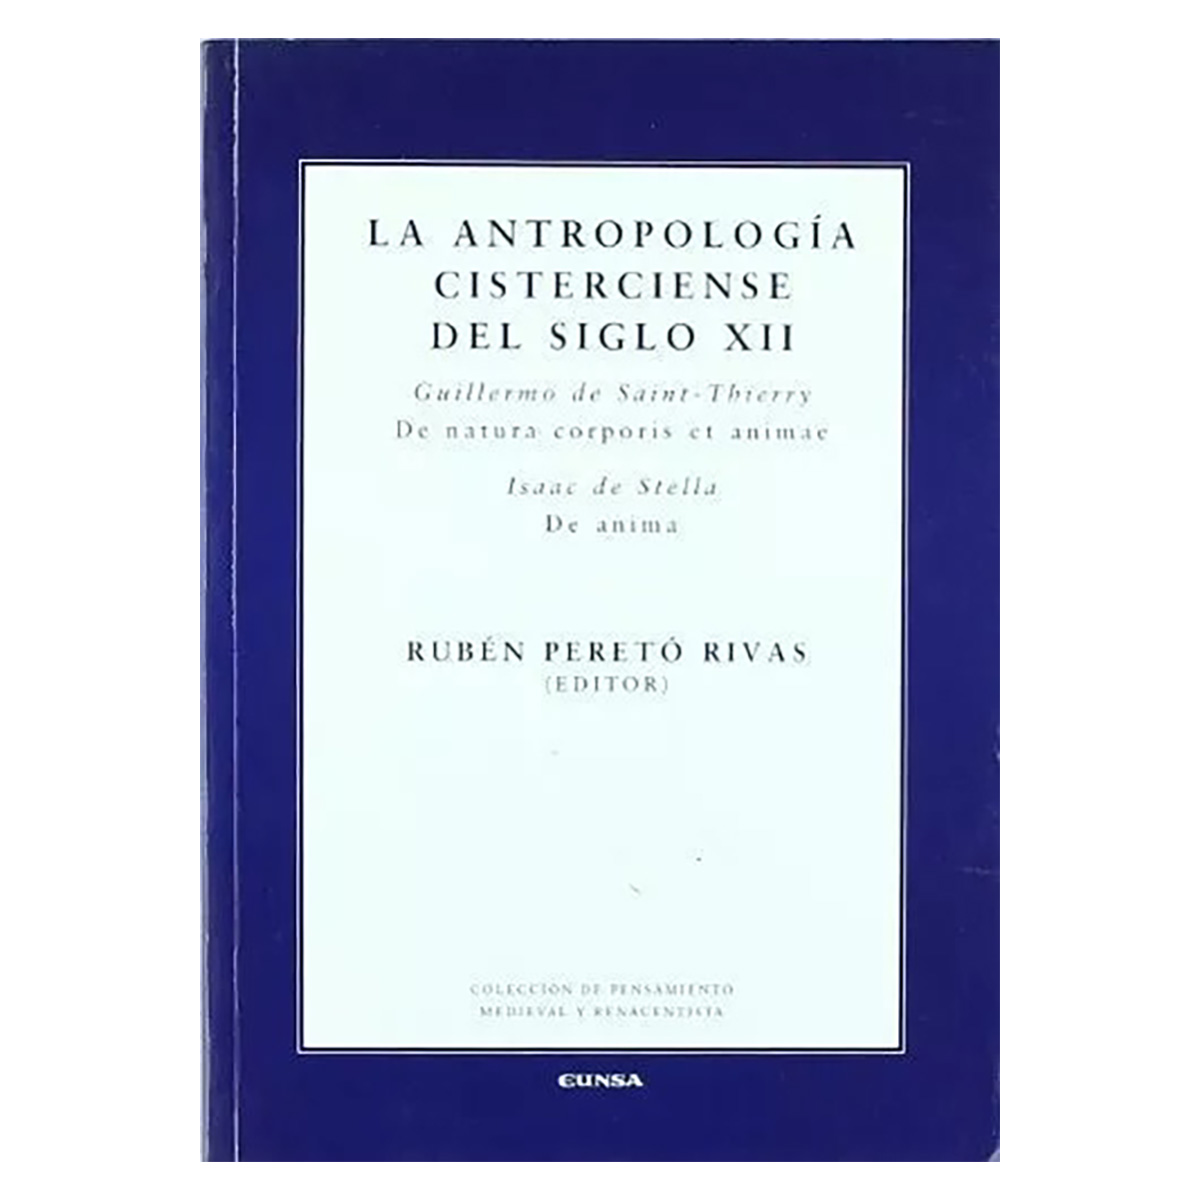 LA ANTROPOLOGÍA
CISTERCIENSE
DEL SIGLO XII
Guillermo de Saint-Thierry
De natura corporis et animae
Isaac de Stella
De anima
RUBÉN PERETÓ RIVAS
(EDITOR)
COLECCIÓN DE PENSAMIENTO
MEDIEVAL Y RENACENTISTA
EUNSA